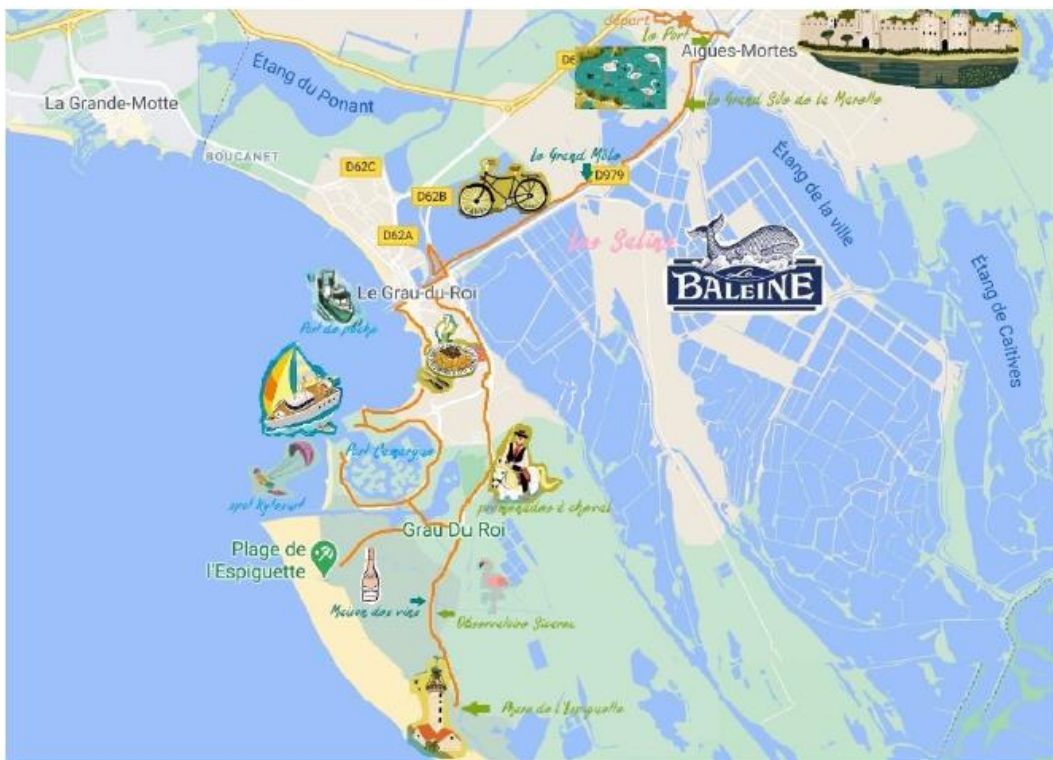 départ
Le Port
Aigues-Mortes
Étang du Ponant
La Grande-Motte
Le Grand Site de la Marette
BOUCANET
D62C
Le Grand Môle
D979
D62B
Étang de la ville
D62A
Les Salins
La
BALEINE
Étang de Caïtives
Le Grau-du-Roi
Port de pêche
Port Camargue
spot kytesurf
promenades à cheval
Grau Du Roi
Plage de
l'Espiguette
Maison des vins
Observatoire
Phare de l'Espiguette